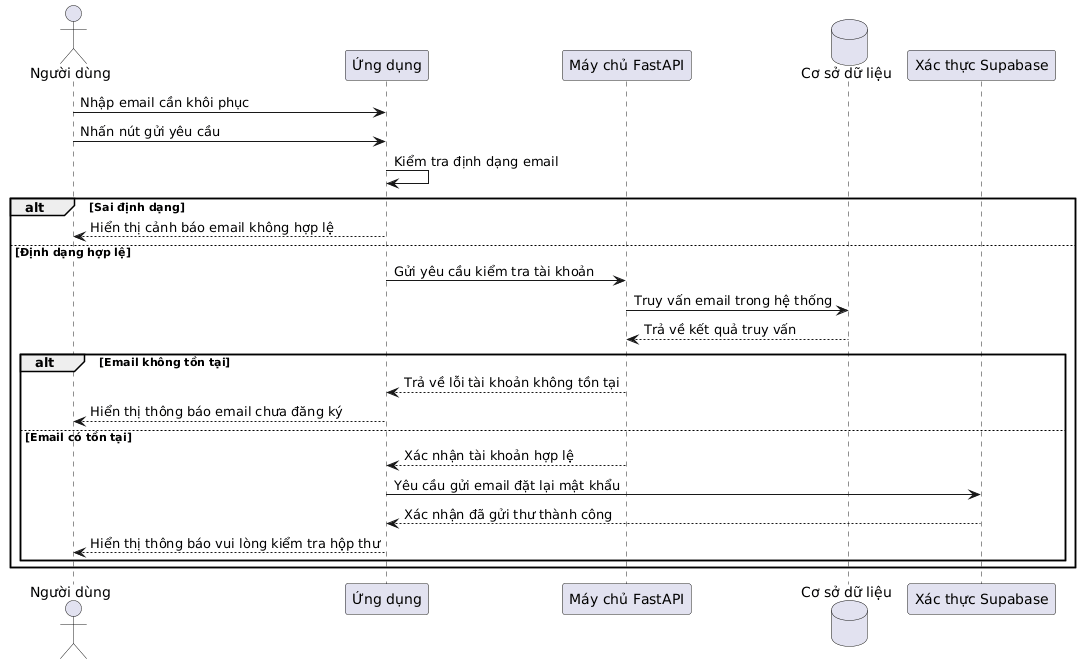 Người dùng
Ứng dụng
Máy chủ FastAPI
Cơ sở dữ liệu
Xác thực Supabase
Nhập email cần khôi phục
Nhấn nút gửi yêu cầu
Kiểm tra định dạng email
alt [Sai định dạng]
Hiển thị cảnh báo email không hợp lệ
[Định dạng hợp lệ]
Gửi yêu cầu kiểm tra tài khoản
Truy vấn email trong hệ thống
Trả về kết quả truy vấn
alt [Email không tồn tại]
Trả về lỗi tài khoản không tồn tại
Hiển thị thông báo email chưa đăng ký
[Email có tồn tại]
Xác nhận tài khoản hợp lệ
Yêu cầu gửi email đặt lại mật khẩu
Xác nhận đã gửi thư thành công
Hiển thị thông báo vui lòng kiểm tra hộp thư
Người dùng
Ứng dụng
Máy chủ FastAPI
Cơ sở dữ liệu
Xác thực Supabase